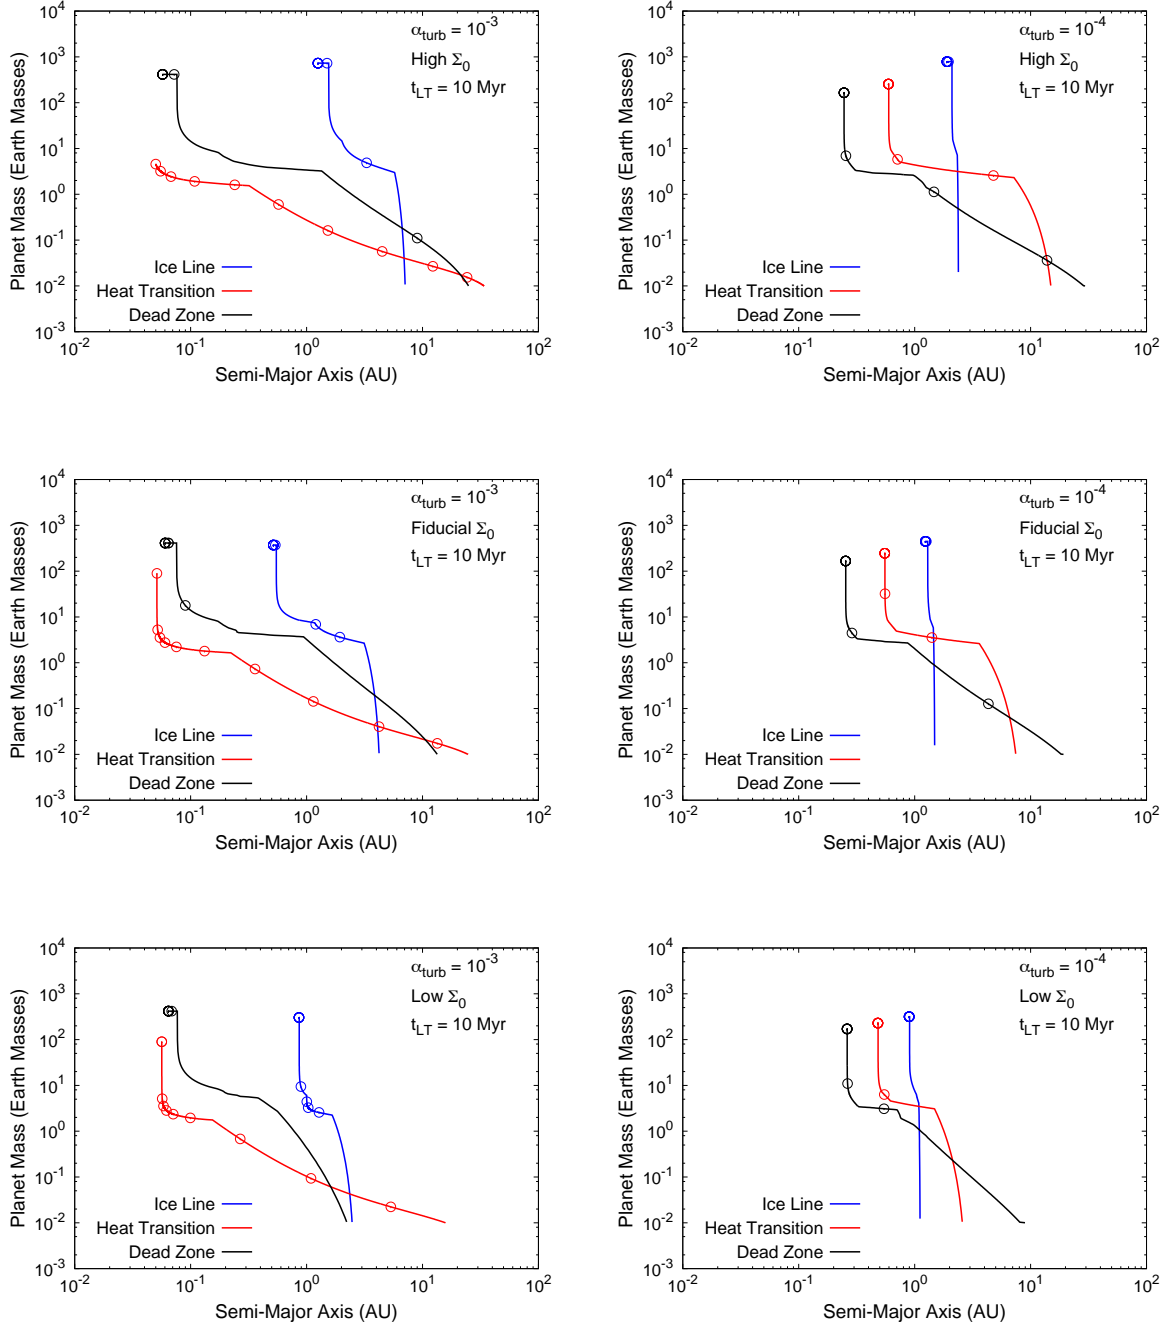 10^4
10^3
10^2
10^1
10^0
10^-1
10^-2
10^-3
Planet Mass (Earth Masses)
α_turb = 10^-3
High Σ_0
t_LT = 10 Myr
Ice Line
Heat Transition
Dead Zone
10^-2 10^-1 10^0 10^1 10^2
Semi-Major Axis (AU)
10^4
10^3
10^2
10^1
10^0
10^-1
10^-2
10^-3
Planet Mass (Earth Masses)
α_turb = 10^-4
High Σ_0
t_LT = 10 Myr
Ice Line
Heat Transition
Dead Zone
10^-2 10^-1 10^0 10^1 10^2
Semi-Major Axis (AU)
10^4
10^3
10^2
10^1
10^0
10^-1
10^-2
10^-3
Planet Mass (Earth Masses)
α_turb = 10^-3
Fiducial Σ_0
t_LT = 10 Myr
Ice Line
Heat Transition
Dead Zone
10^-2 10^-1 10^0 10^1 10^2
Semi-Major Axis (AU)
10^4
10^3
10^2
10^1
10^0
10^-1
10^-2
10^-3
Planet Mass (Earth Masses)
α_turb = 10^-4
Fiducial Σ_0
t_LT = 10 Myr
Ice Line
Heat Transition
Dead Zone
10^-2 10^-1 10^0 10^1 10^2
Semi-Major Axis (AU)
10^4
10^3
10^2
10^1
10^0
10^-1
10^-2
10^-3
Planet Mass (Earth Masses)
α_turb = 10^-3
Low Σ_0
t_LT = 10 Myr
Ice Line
Heat Transition
Dead Zone
10^-2 10^-1 10^0 10^1 10^2
Semi-Major Axis (AU)
10^4
10^3
10^2
10^1
10^0
10^-1
10^-2
10^-3
Planet Mass (Earth Masses)
α_turb = 10^-4
Low Σ_0
t_LT = 10 Myr
Ice Line
Heat Transition
Dead Zone
10^-2 10^-1 10^0 10^1 10^2
Semi-Major Axis (AU)